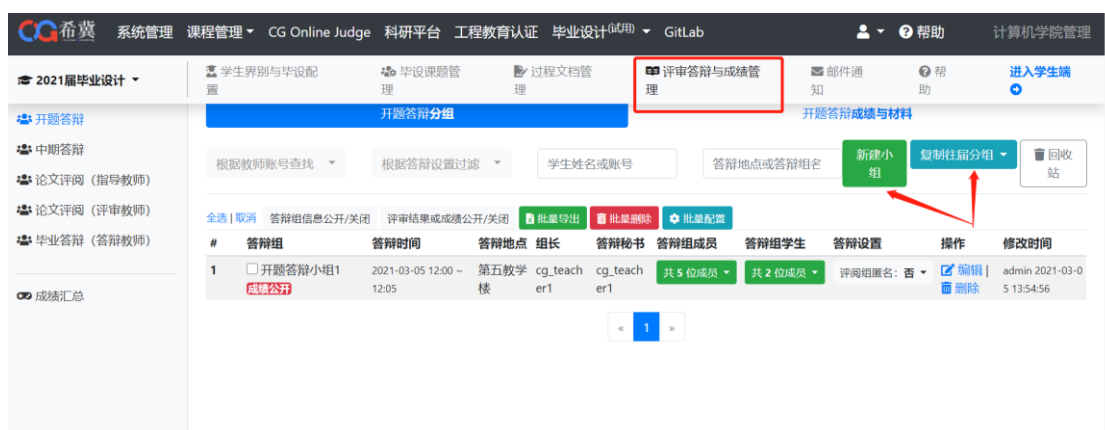 CG希冀 系统管理 课程管理 CG Online Judge 科研平台 工程教育认证 毕业设计(试用) GitLab 帮助 计算机学院管理
2021届毕业设计 学生界别与毕设配置 毕设课题管理 过程文档管理 评审答辩与成绩管理 邮件通知 帮助 进入学生端
开题答辩
中期答辩
论文评阅（指导教师）
论文评阅（评审教师）
毕业答辩（答辩教师）
成绩汇总
开题答辩分组 开题答辩成绩与材料
根据教师账号查找 根据答辩设置过滤 学生姓名或账号 答辩地点或答辩组名 新建小组 复制往届分组 回收站
全选 | 取消 答辩组信息公开/关闭 评审结果或成绩公开/关闭 批量导出 批量删除 批量配置
# 答辩组 答辩时间 答辩地点 组长 答辩秘书 答辩组成员 答辩组学生 答辩设置 操作 修改时间
1 开题答辩小组1 2021-03-05 12:00 ~ 第五教学 cg_teach cg_teach 共 5 位成员 共 2 位成员 评阅组匿名：否 编辑 | admin 2021-03-0
成绩公开 12:05 楼 er1 er1 删除 5 13:54:56
« 1 »